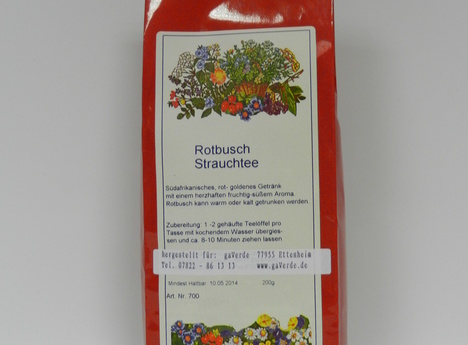 Rotbusch
Strauchtee
Südafrikanisches, rot- goldenes Getränk
mit einem herzhaften fruchtig-süßem Aroma.
Rotbusch kann warm oder kalt getrunken werden.
Zubereitung: 1 -2 gehäufte Teelöffel pro
Tasse mit kochendem Wasser übergies-
sen und ca. 8-10 Minuten ziehen lassen
hergestellt für: gaVerde 77955 Ettenheim
Tel. 07822 - 86 13 13 www.gaVerde.de
Mindest Haltbar 10.05.2014 200g
Art. Nr. 700